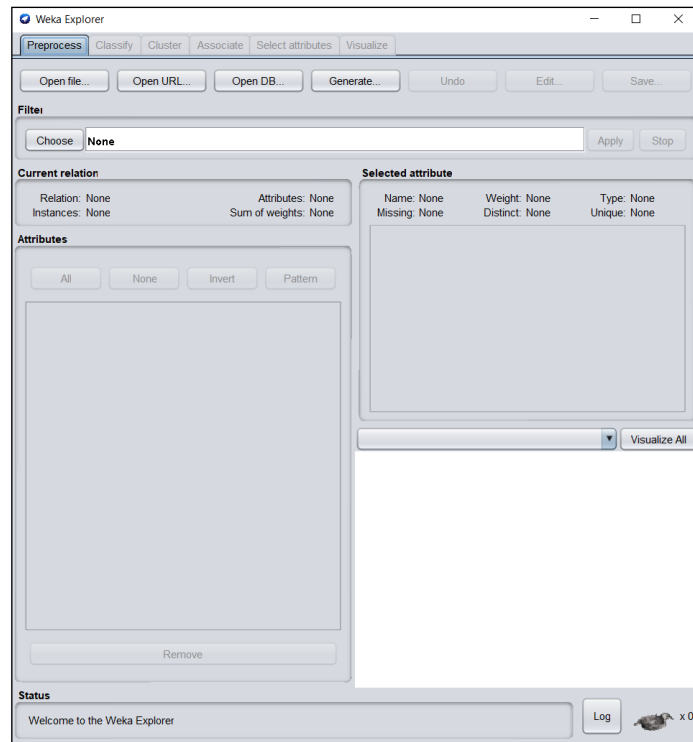 Weka Explorer
Preprocess Classify Cluster Associate Select attributes Visualize
Open file... Open URL... Open DB... Generate... Undo Edit... Save...
Filter
Choose None Apply Stop
Current relation
Relation: None Attributes: None
Instances: None Sum of weights: None
Selected attribute
Name: None Weight: None Type: None
Missing: None Distinct: None Unique: None
Attributes
All None Invert Pattern
Visualize All
Remove
Status
Welcome to the Weka Explorer
Log x 0